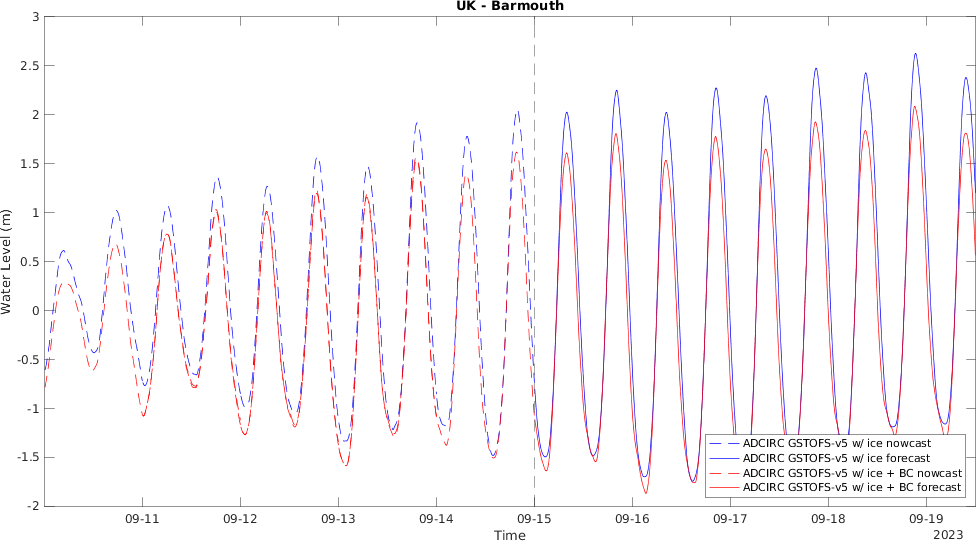 UK - Barmouth
3
2.5
2
1.5
1
0.5
0
-0.5
-1
-1.5
-2
Water Level (m)
ADCIRC GSTOFS-v5 w/ ice nowcast
ADCIRC GSTOFS-v5 w/ ice forecast
ADCIRC GSTOFS-v5 w/ ice + BC nowcast
ADCIRC GSTOFS-v5 w/ ice + BC forecast
09-11 09-12 09-13 09-14 09-15 09-16 09-17 09-18 09-19
Time
2023